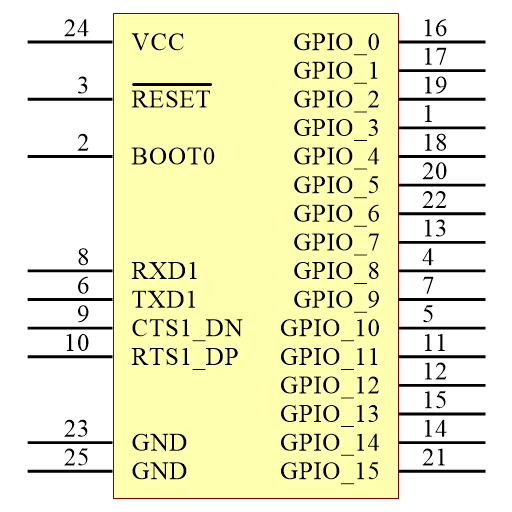 24 VCC GPIO_0 16
GPIO_1 17
3 RESET GPIO_2 19
GPIO_3 1
2 BOOT0 GPIO_4 18
GPIO_5 20
GPIO_6 22
GPIO_7 13
8 RXD1 GPIO_8 4
6 TXD1 GPIO_9 7
9 CTS1_DN GPIO_10 5
10 RTS1_DP GPIO_11 11
GPIO_12 12
GPIO_13 15
23 GND GPIO_14 14
25 GND GPIO_15 21